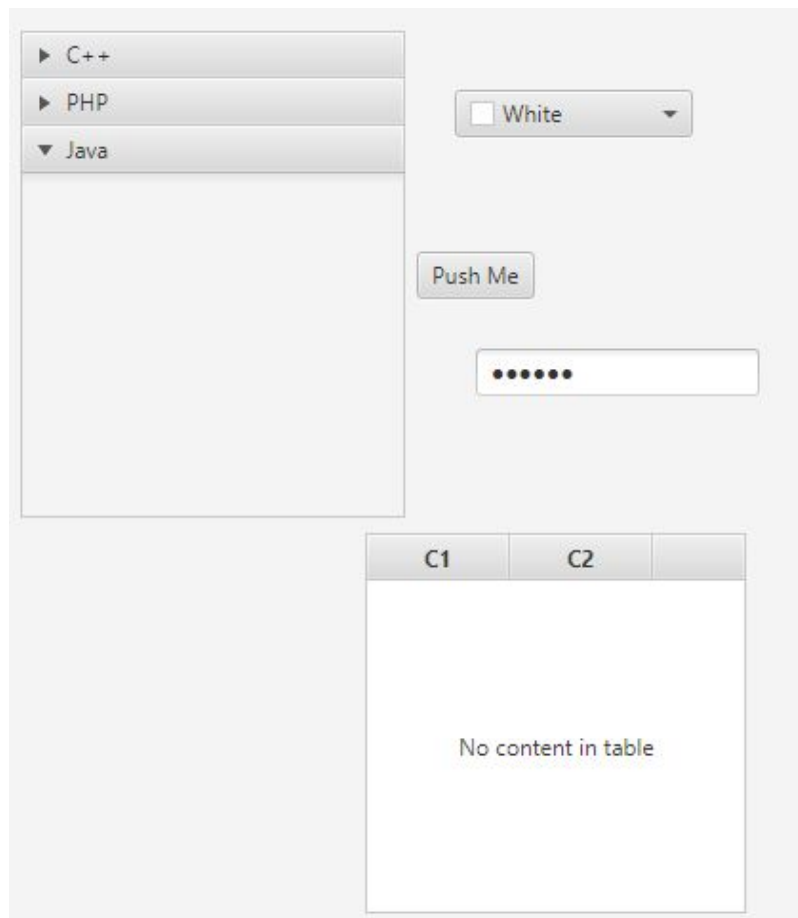 C++
PHP
Java
White
Push Me
••••••
C1 C2
No content in table